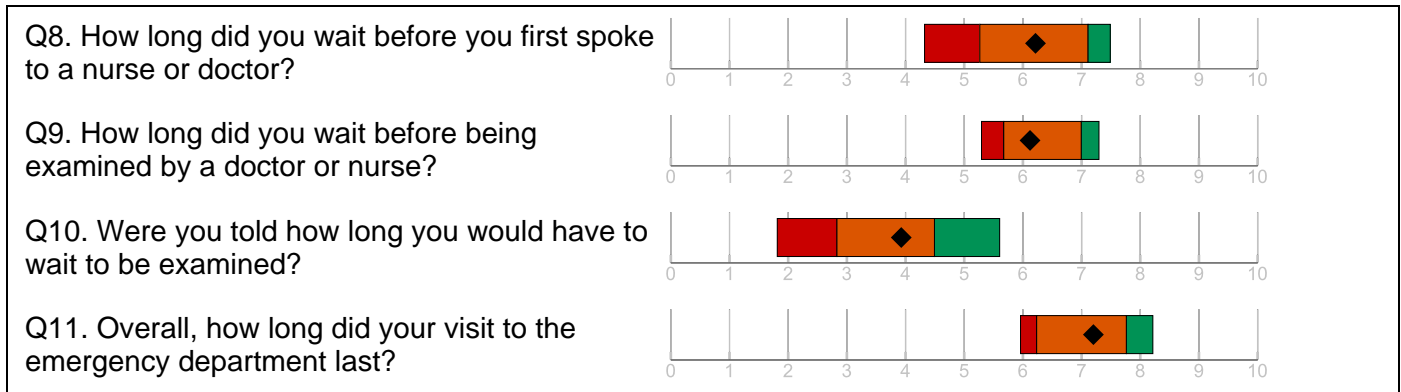 Q8. How long did you wait before you first spoke
to a nurse or doctor?
0 1 2 3 4 5 6 7 8 9 10
Q9. How long did you wait before being
examined by a doctor or nurse?
0 1 2 3 4 5 6 7 8 9 10
Q10. Were you told how long you would have to
wait to be examined?
0 1 2 3 4 5 6 7 8 9 10
Q11. Overall, how long did your visit to the
emergency department last?
0 1 2 3 4 5 6 7 8 9 10